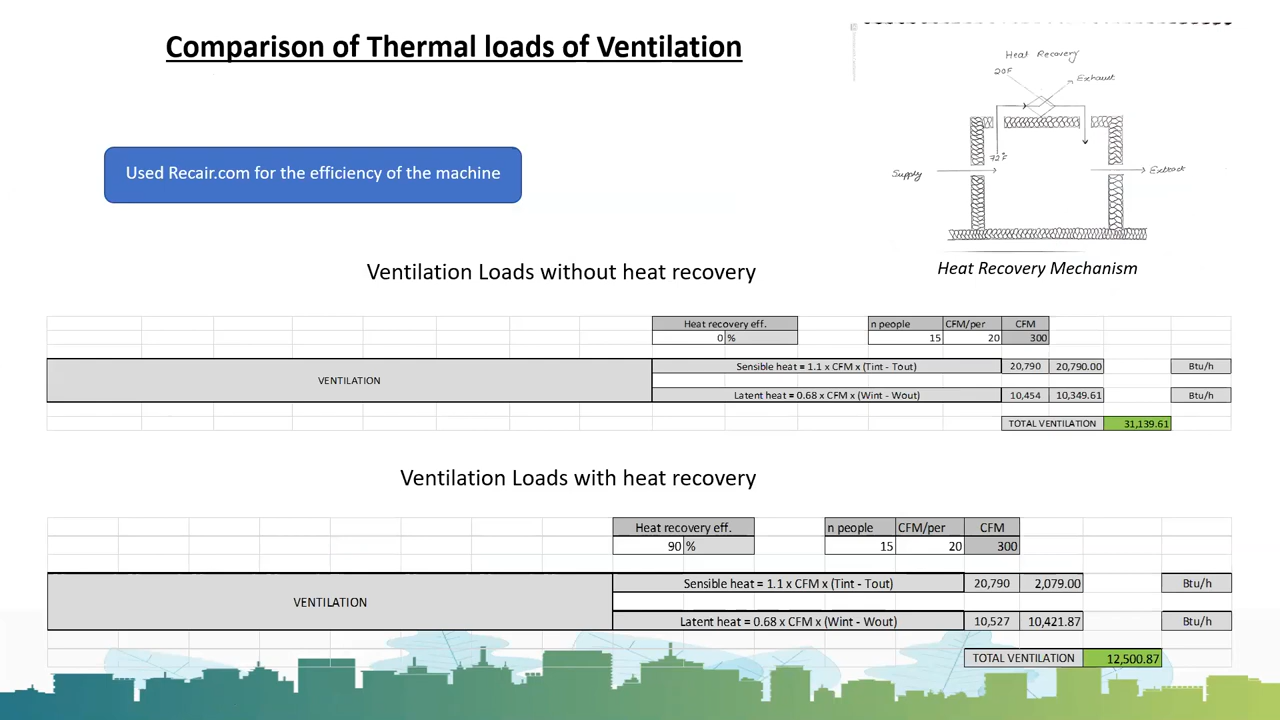 Comparison of Thermal loads of Ventilation
Heat Recovery
20F
Exhaust
Used Recair.com for the efficiency of the machine
72F
Supply
Extract
Heat Recovery Mechanism
Ventilation Loads without heat recovery
Heat recovery eff. n people CFM/per CFM
0 % 15 20 300
VENTILATION
Sensible heat = 1.1 x CFM x (Tint - Tout) 20,790 20,790.00 Btu/h
Latent heat = 0.68 x CFM x (Wint - Wout) 10,454 10,349.61 Btu/h
TOTAL VENTILATION 31,139.61
Ventilation Loads with heat recovery
Heat recovery eff. n people CFM/per CFM
90 % 15 20 300
Sensible heat = 1.1 x CFM x (Tint - Tout) 20,790 2,079.00 Btu/h
VENTILATION
Latent heat = 0.68 x CFM x (Wint - Wout) 10,527 10,421.87 Btu/h
TOTAL VENTILATION 12,500.87